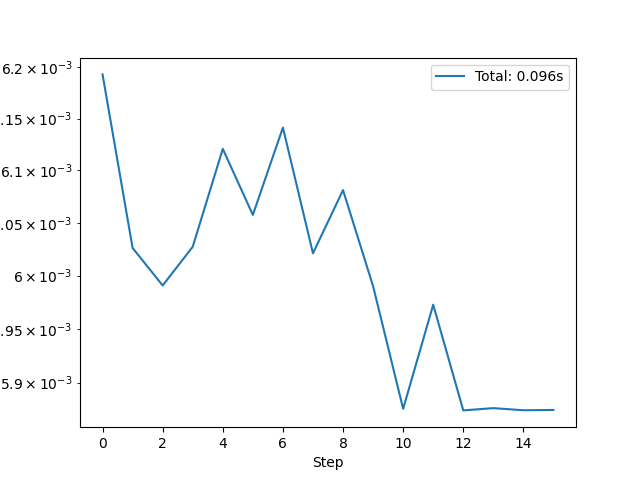 6.2 × 10⁻³
.15 × 10⁻³
6.1 × 10⁻³
.05 × 10⁻³
6 × 10⁻³
.95 × 10⁻³
5.9 × 10⁻³
Total: 0.096s
0 2 4 6 8 10 12 14
Step